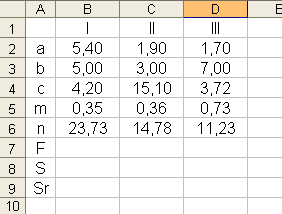 A B C D E
1 I II III
2 a 5,40 1,90 1,70
3 b 5,00 3,00 7,00
4 c 4,20 15,10 3,72
5 m 0,35 0,36 0,73
6 n 23,73 14,78 11,23
7 F
8 S
9 Sr
10